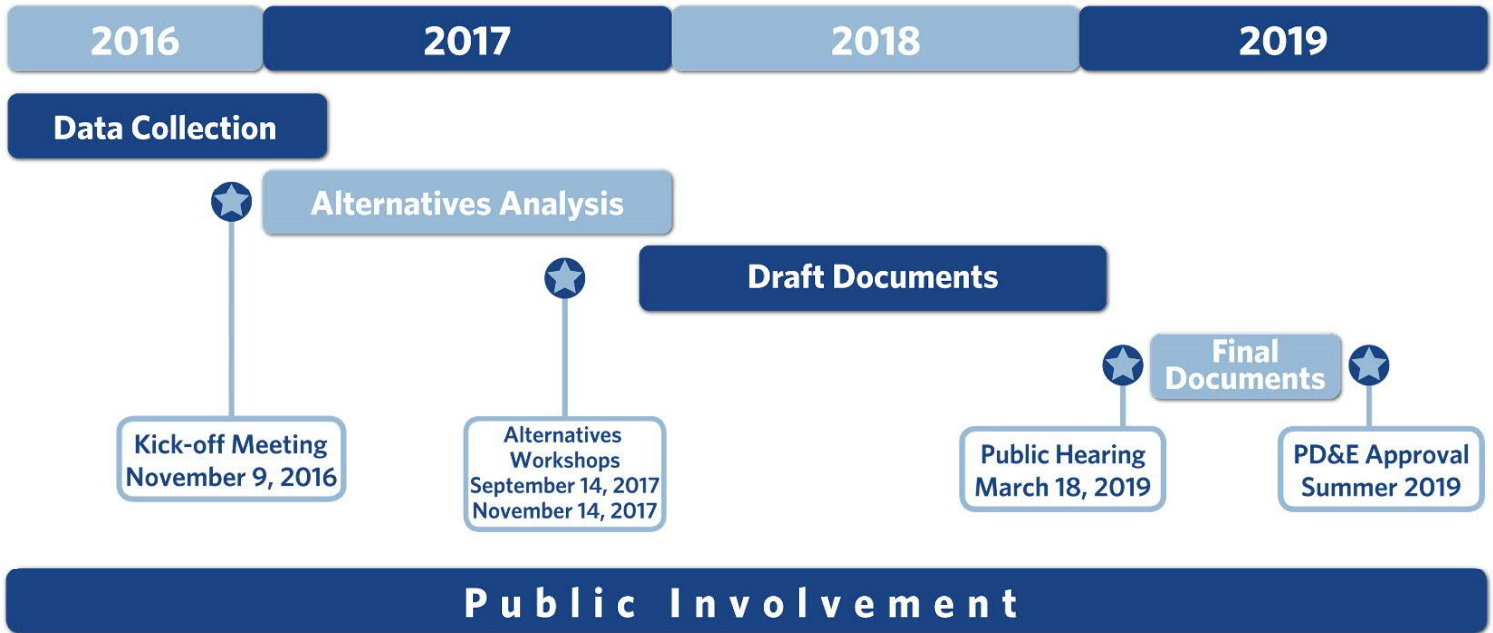 2016
2017
2018
2019
Data Collection
Alternatives Analysis
Draft Documents
Final
Documents
Kick-off Meeting
November 9, 2016
Alternatives
Workshops
September 14, 2017
November 14, 2017
Public Hearing
March 18, 2019
PD&E Approval
Summer 2019
Public Involvement